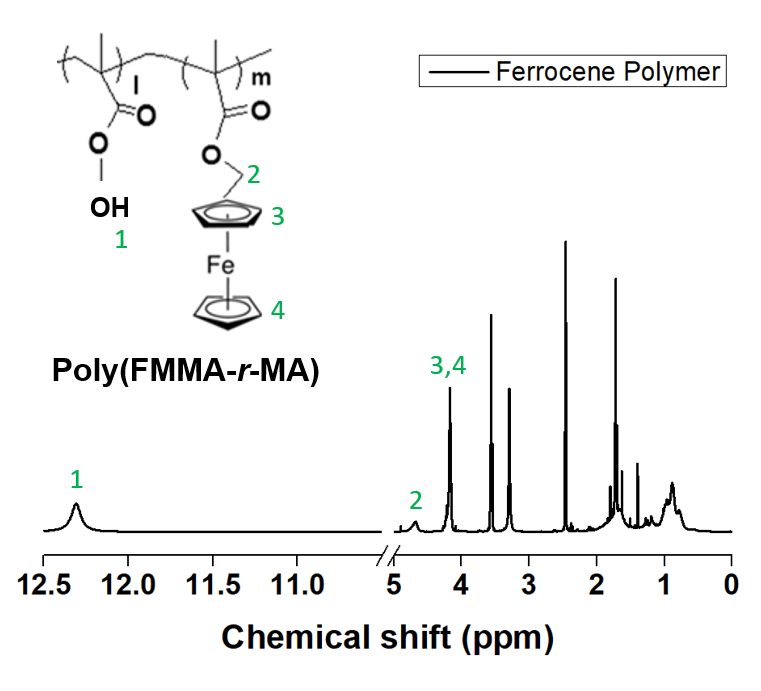 Ferrocene Polymer
l
m
O
O
O
O
2
OH
1
3
Fe
4
Poly(FMMA-r-MA)
3,4
1
2
12.5 12.0 11.5 11.0 5 4 3 2 1 0
Chemical shift (ppm)